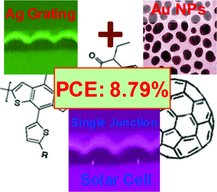 Ag Grating
Au NPs
PCE: 8.79%
R
Single Junction
Solar Cell